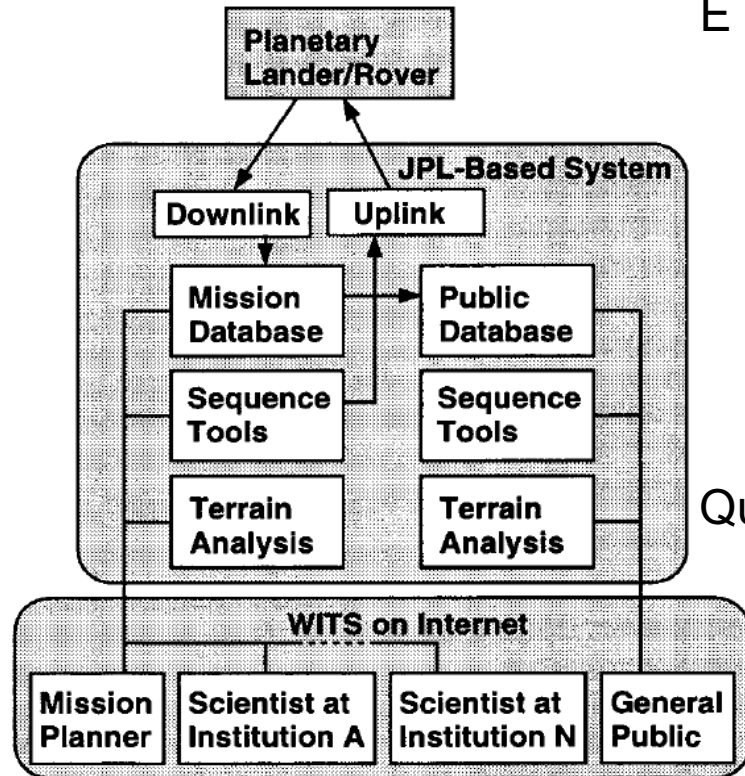 E
Planetary
Lander/Rover
JPL-Based System
Downlink
Uplink
Mission
Database
Public
Database
Sequence
Tools
Sequence
Tools
Terrain
Analysis
Terrain
Analysis
Qu
WITS on Internet
Mission
Planner
Scientist at
Institution A
Scientist at
Institution N
General
Public